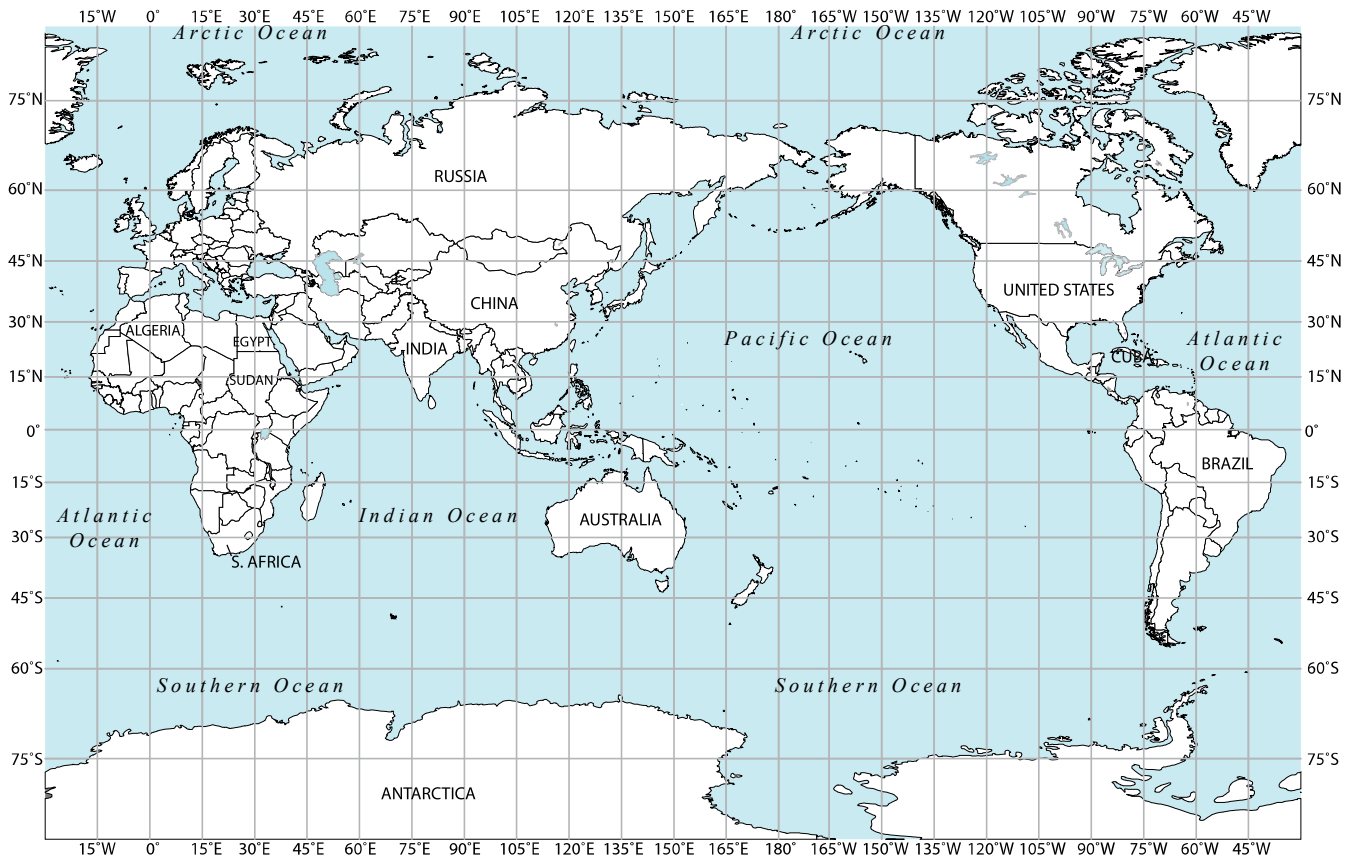 15°W 0° 15°E 30°E 45°E 60°E 75°E 90°E 105°E 120°E 135°E 150°E 165°E 180° 165°W 150°W 135°W 120°W 105°W 90°W 75°W 60°W 45°W
Arctic Ocean Arctic Ocean
75°N 75°N
RUSSIA
60°N 60°N
45°N 45°N
UNITED STATES
CHINA
30°N 30°N
ALGERIA
EGYPT
Pacific Ocean
Atlantic
Ocean
INDIA
CUBA
15°N 15°N
SUDAN
0° 0°
BRAZIL
15°S 15°S
Atlantic
Ocean
Indian Ocean
AUSTRALIA
30°S 30°S
S. AFRICA
45°S 45°S
60°S 60°S
Southern Ocean Southern Ocean
75°S 75°S
ANTARCTICA
15°W 0° 15°E 30°E 45°E 60°E 75°E 90°E 105°E 120°E 135°E 150°E 165°E 180° 165°W 150°W 135°W 120°W 105°W 90°W 75°W 60°W 45°W